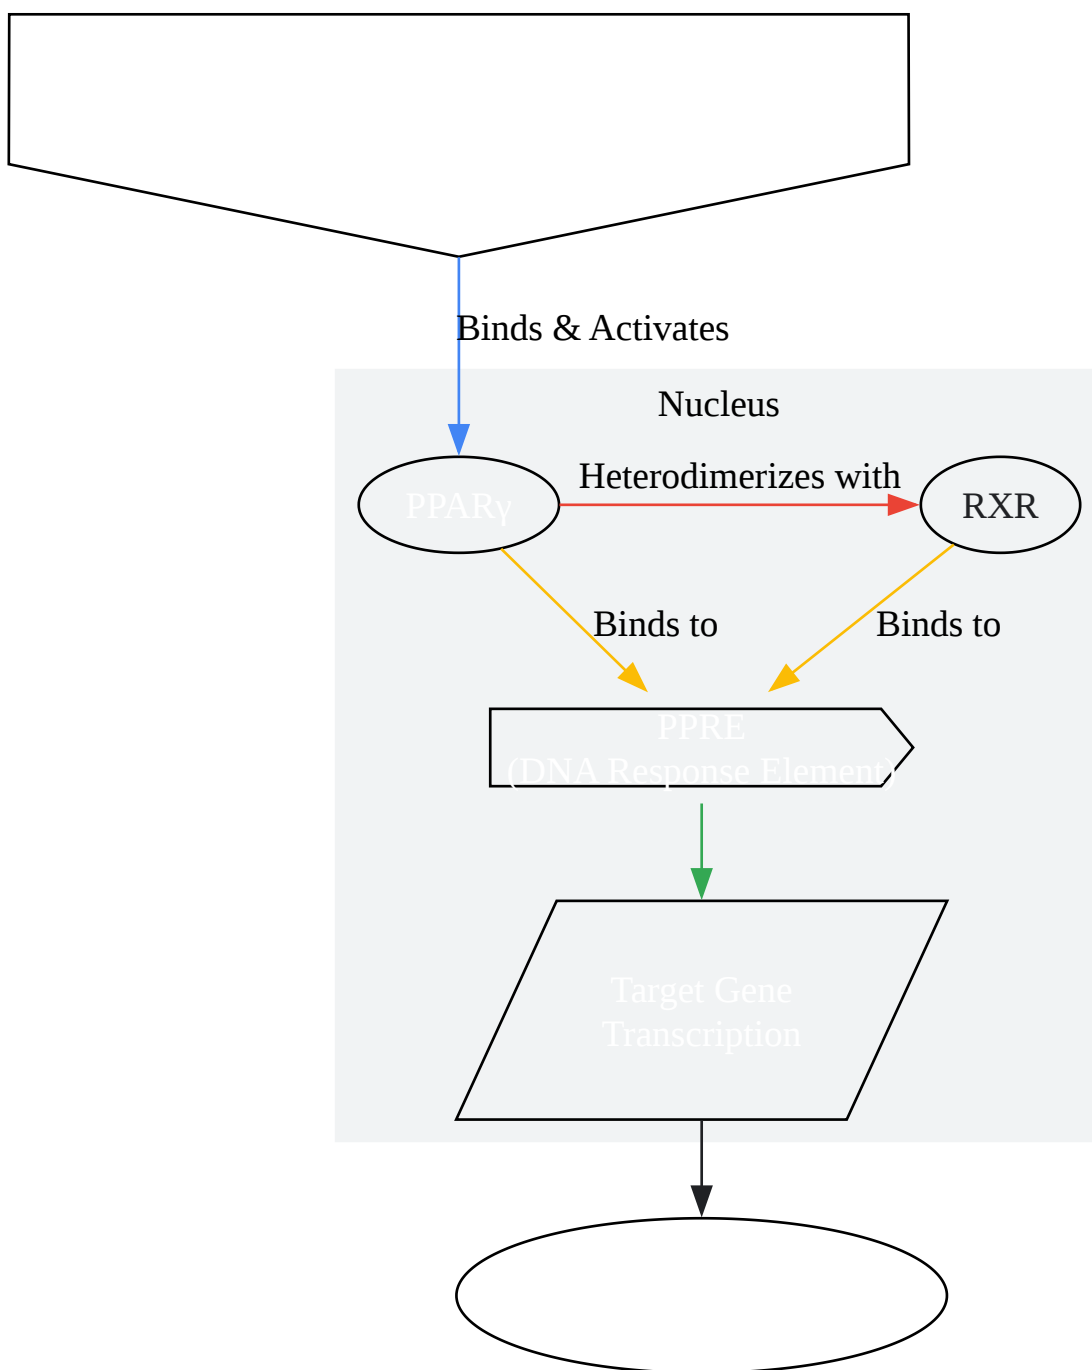 Binds & Activates
Nucleus
Heterodimerizes with
PPARγ
RXR
Binds to
Binds to
PPRE
(DNA Response Element)
Target Gene
Transcription